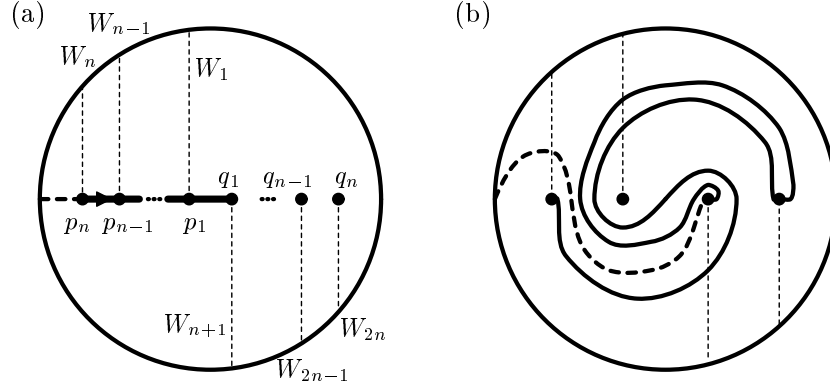 (a)
(b)
W_{n−1}
W_n
W_1
q_1 q_{n−1} q_n
p_n p_{n−1} p_1
W_{n+1}
W_{2n}
W_{2n−1}